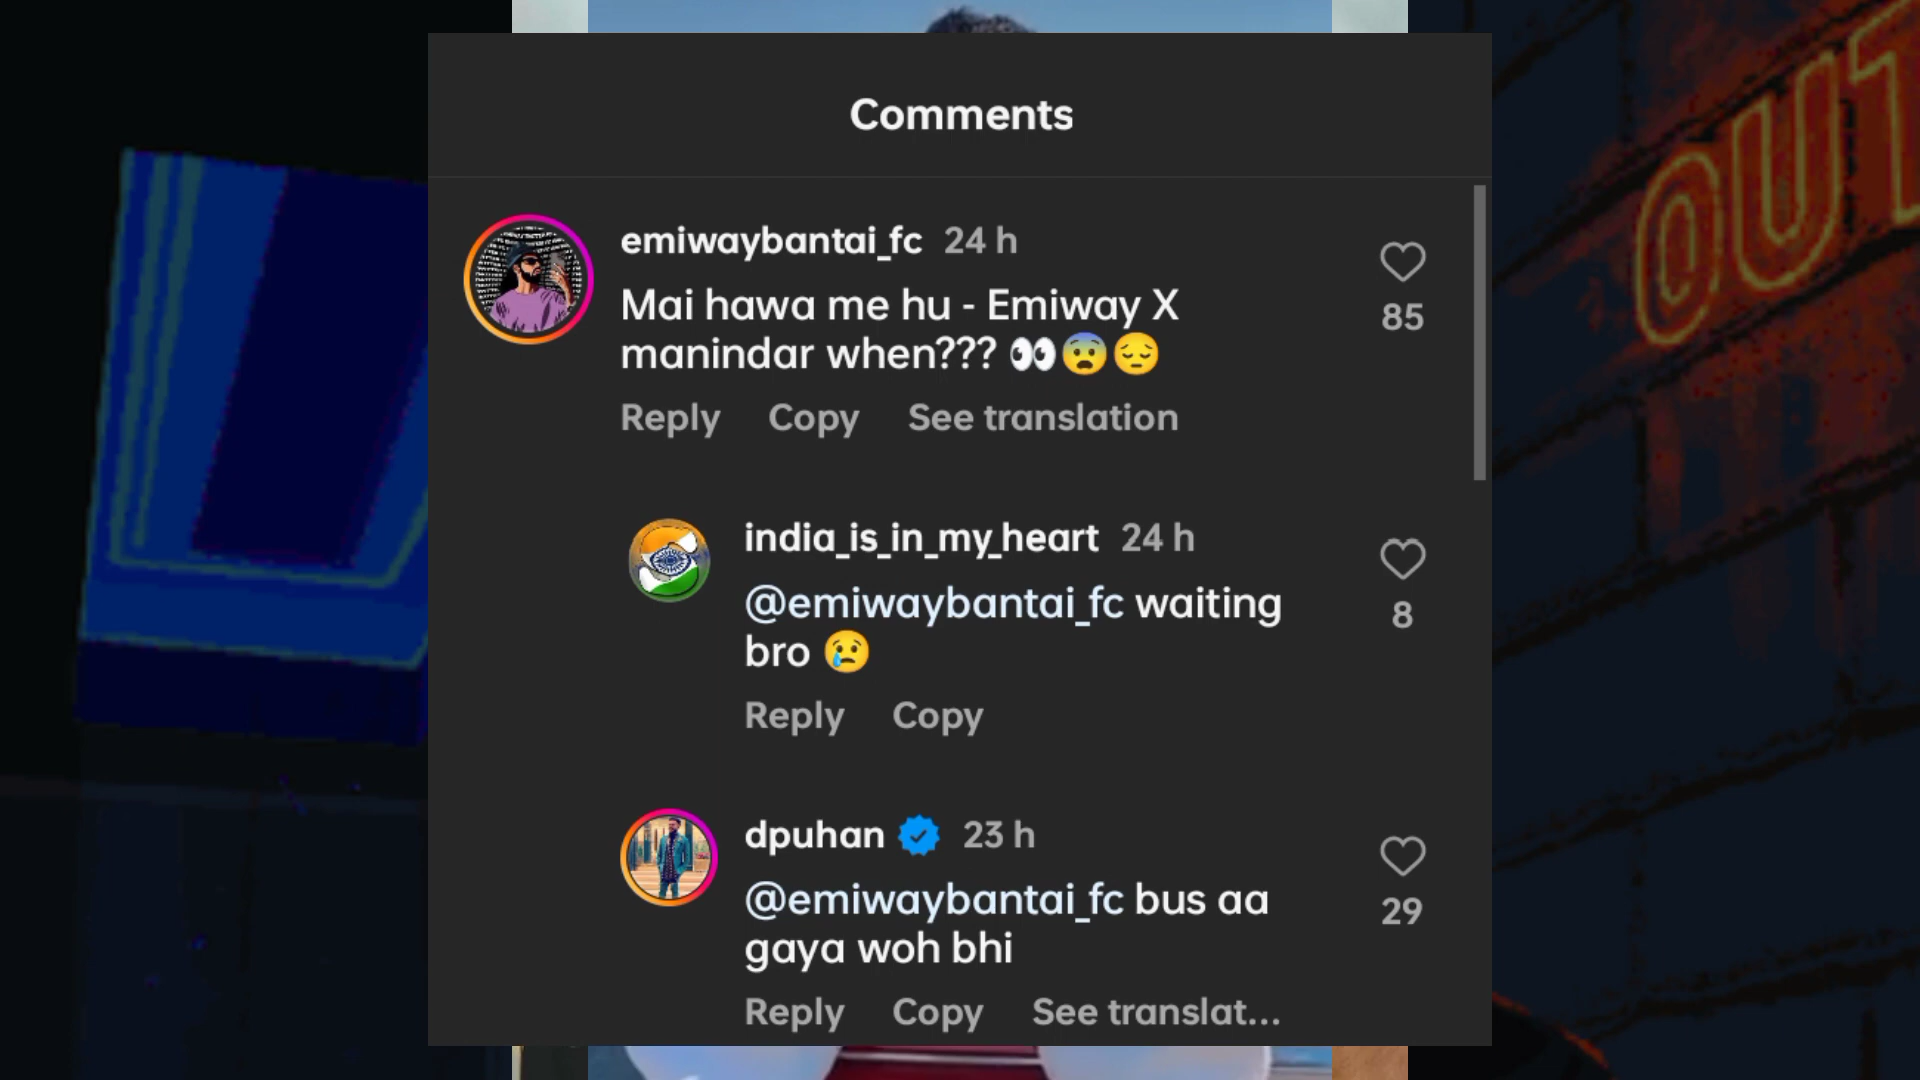 Comments
emiwaybantai_fc 24 h
Mai hawa me hu - Emiway X
manindar when??? 👀😨😔
85
Reply Copy See translation
india_is_in_my_heart 24 h
@emiwaybantai_fc waiting
bro 😢
8
Reply Copy
dpuhan 23 h
@emiwaybantai_fc bus aa
gaya woh bhi
29
Reply Copy See translat...
OUT